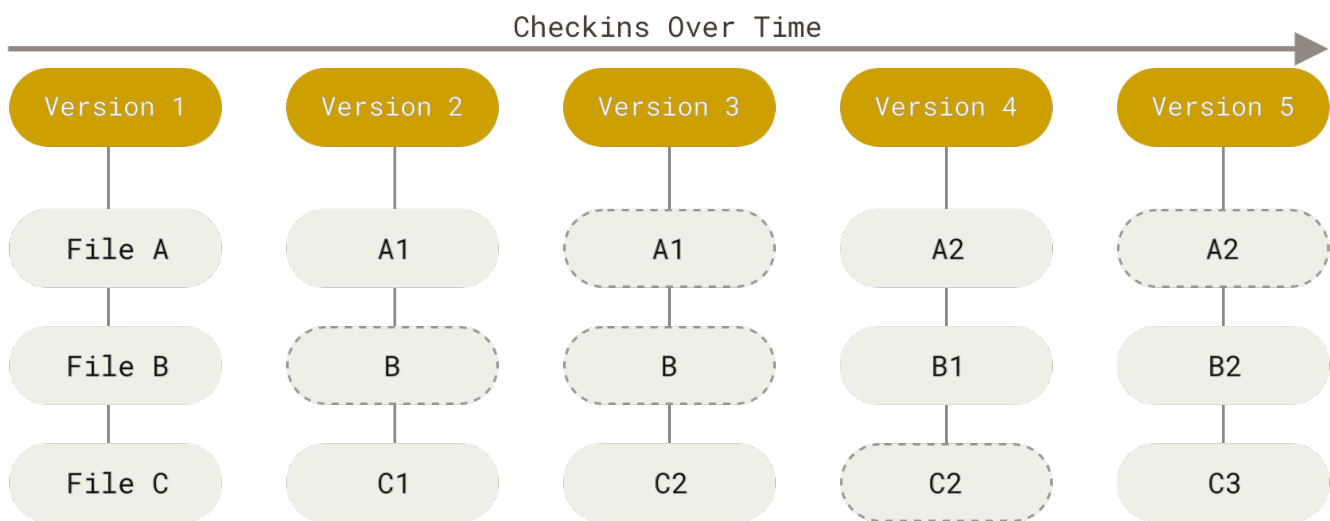 Checkins Over Time
Version 1 Version 2 Version 3 Version 4 Version 5
File A A1 A1 A2 A2
File B B B B1 B2
File C C1 C2 C2 C3